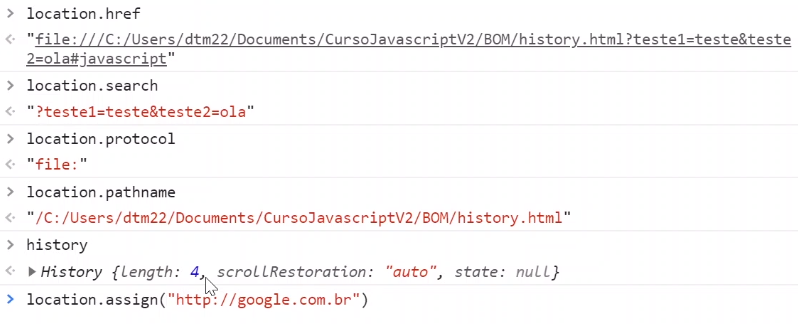 location.href
"file:///C:/Users/dtm22/Documents/CursoJavascriptV2/BOM/history.html?teste1=teste&teste
2=ola#javascript"
location.search
"?teste1=teste&teste2=ola"
location.protocol
"file:"
location.pathname
"/C:/Users/dtm22/Documents/CursoJavascriptV2/BOM/history.html"
history
History {length: 4, scrollRestoration: "auto", state: null}
location.assign("http://google.com.br")